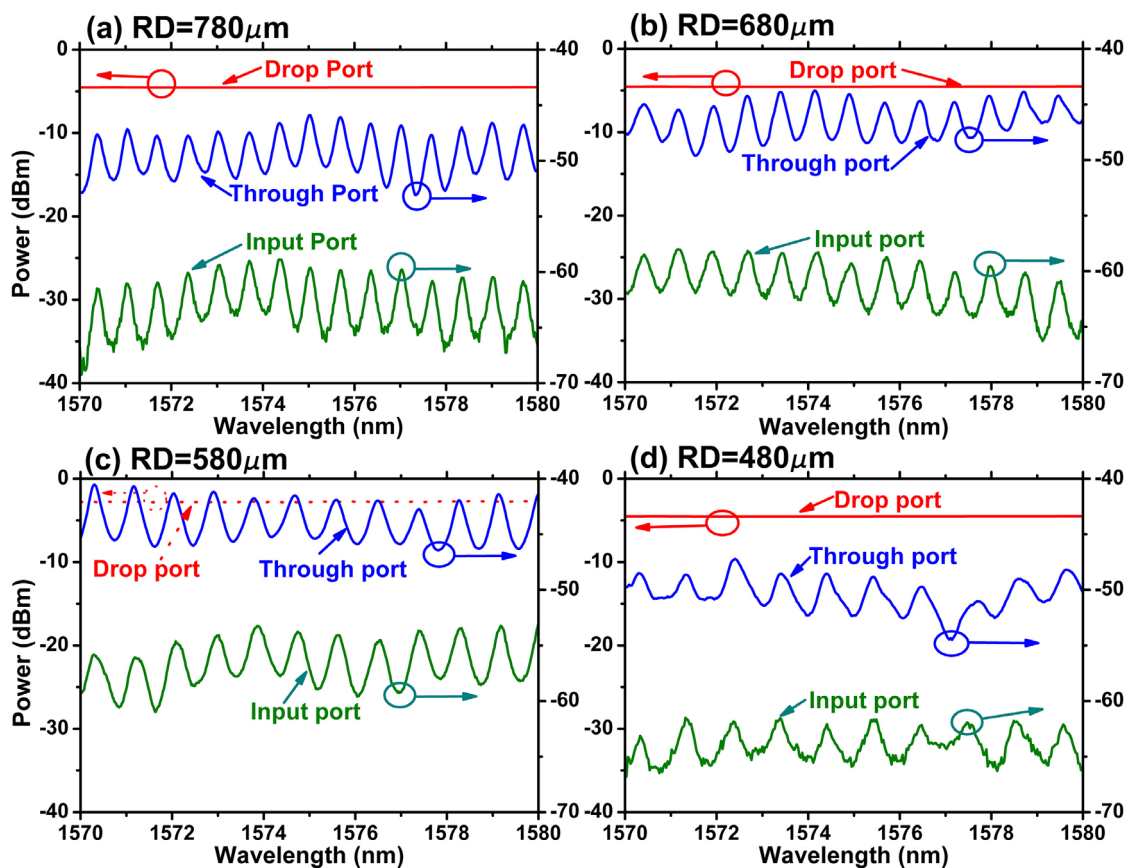 (a) RD=780μm
0
-40
Drop Port
-10
-50
Through Port
-20
Power (dBm)
Input Port
-60
-30
-40
-70
1570 1572 1574 1576 1578 1580
Wavelength (nm)
(b) RD=680μm
0
-40
Drop port
-10
-50
Through port
-20
Input port
-60
-30
-40
-70
1570 1572 1574 1576 1578 1580
Wavelength (nm)
(c) RD=580μm
0
-40
Drop port
Through port
-10
-50
-20
Power (dBm)
Input port
-60
-30
-40
-70
1570 1572 1574 1576 1578 1580
Wavelength (nm)
(d) RD=480μm
0
-40
Drop port
-10
Through port
-50
-20
Input port
-60
-30
-40
-70
1570 1572 1574 1576 1578 1580
Wavelength (nm)